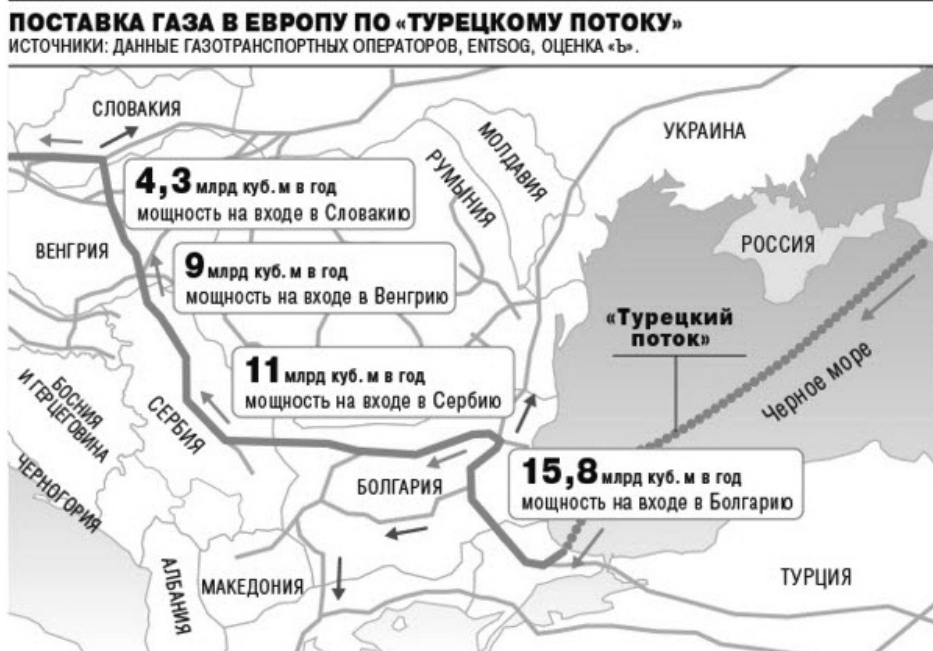 ПОСТАВКА ГАЗА В ЕВРОПУ ПО «ТУРЕЦКОМУ ПОТОКУ»
ИСТОЧНИКИ: ДАННЫЕ ГАЗОТРАНСПОРТНЫХ ОПЕРАТОРОВ, ENTSOG, ОЦЕНКА «Ъ».
СЛОВАКИЯ
УКРАИНА
МОЛДАВИЯ
РУМЫНИЯ
4,3 млрд куб. м в год
мощность на входе в Словакию
ВЕНГРИЯ
РОССИЯ
9 млрд куб. м в год
мощность на входе в Венгрию
«Турецкий
поток»
Черное море
11 млрд куб. м в год
мощность на входе в Сербию
БОСНИЯ
И ГЕРЦЕГОВИНА
СЕРБИЯ
ЧЕРНОГОРИЯ
БОЛГАРИЯ
15,8 млрд куб. м в год
мощность на входе в Болгарию
АЛБАНИЯ
МАКЕДОНИЯ
ТУРЦИЯ